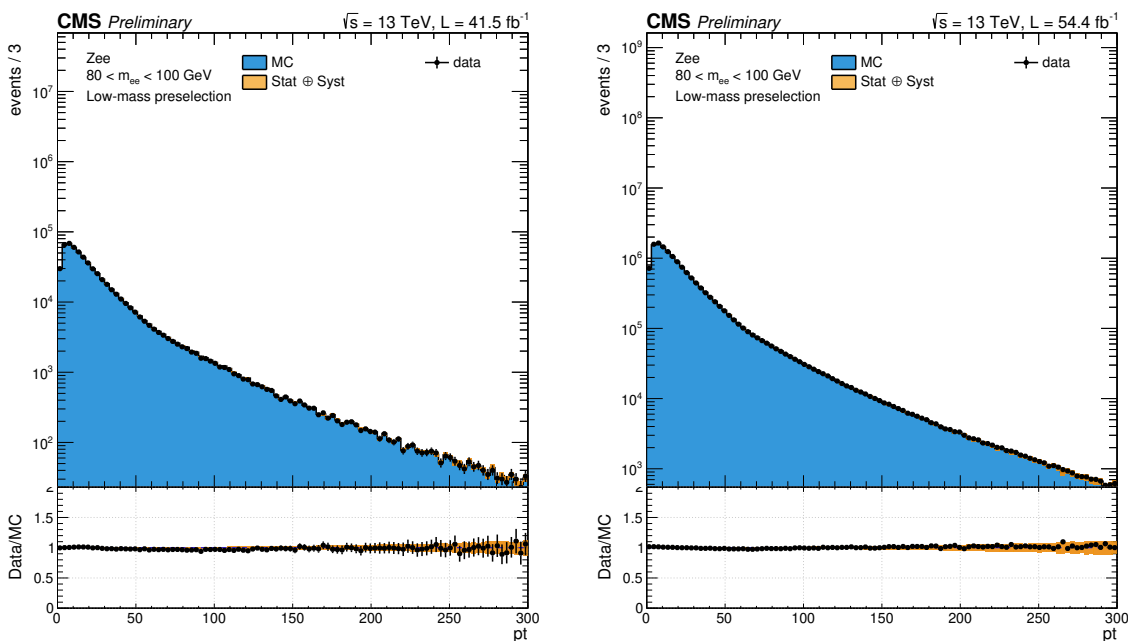 CMS Preliminary √s = 13 TeV, L = 41.5 fb⁻¹
events / 3
Zee
80 < m_ee < 100 GeV
Low-mass preselection
MC
Stat ⊕ Syst
data
10⁷
10⁶
10⁵
10⁴
10³
10²
Data/MC
2
1.5
1
0.5
0
0 50 100 150 200 250 300
pt
CMS Preliminary √s = 13 TeV, L = 54.4 fb⁻¹
events / 3
Zee
80 < m_ee < 100 GeV
Low-mass preselection
MC
Stat ⊕ Syst
data
10⁹
10⁸
10⁷
10⁶
10⁵
10⁴
10³
Data/MC
2
1.5
1
0.5
0
0 50 100 150 200 250 300
pt